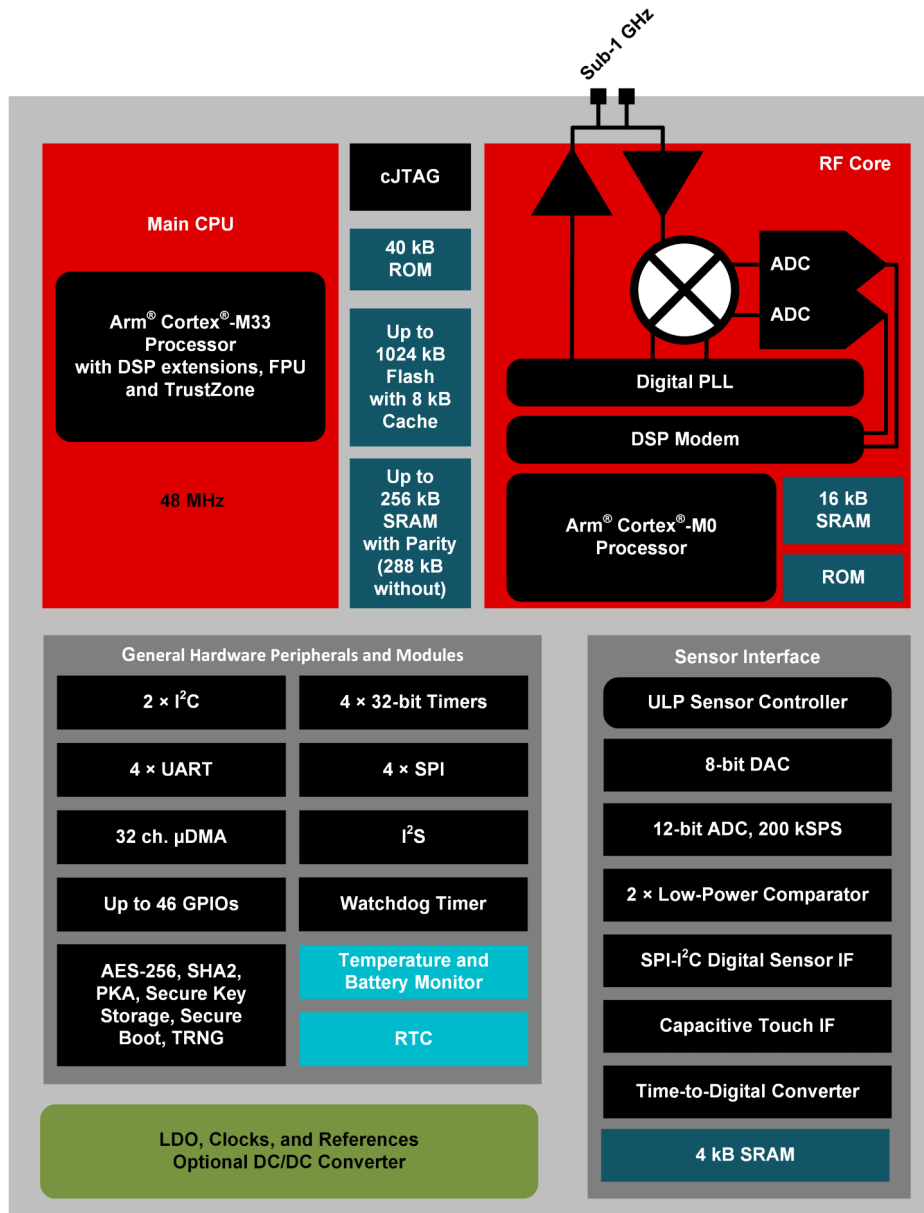 Sub-1 GHz
Main CPU
Arm® Cortex®-M33
Processor
with DSP extensions, FPU
and TrustZone
48 MHz
cJTAG
40 kB
ROM
Up to
1024 kB
Flash
with 8 kB
Cache
Up to
256 kB
SRAM
with Parity
(288 kB
without)
RF Core
ADC
ADC
Digital PLL
DSP Modem
Arm® Cortex®-M0
Processor
16 kB
SRAM
ROM
General Hardware Peripherals and Modules
2 × I²C
4 × 32-bit Timers
4 × UART
4 × SPI
32 ch. µDMA
I²S
Up to 46 GPIOs
Watchdog Timer
AES-256, SHA2,
PKA, Secure Key
Storage, Secure
Boot, TRNG
Temperature and
Battery Monitor
RTC
Sensor Interface
ULP Sensor Controller
8-bit DAC
12-bit ADC, 200 kSPS
2 × Low-Power Comparator
SPI-I²C Digital Sensor IF
Capacitive Touch IF
Time-to-Digital Converter
4 kB SRAM
LDO, Clocks, and References
Optional DC/DC Converter